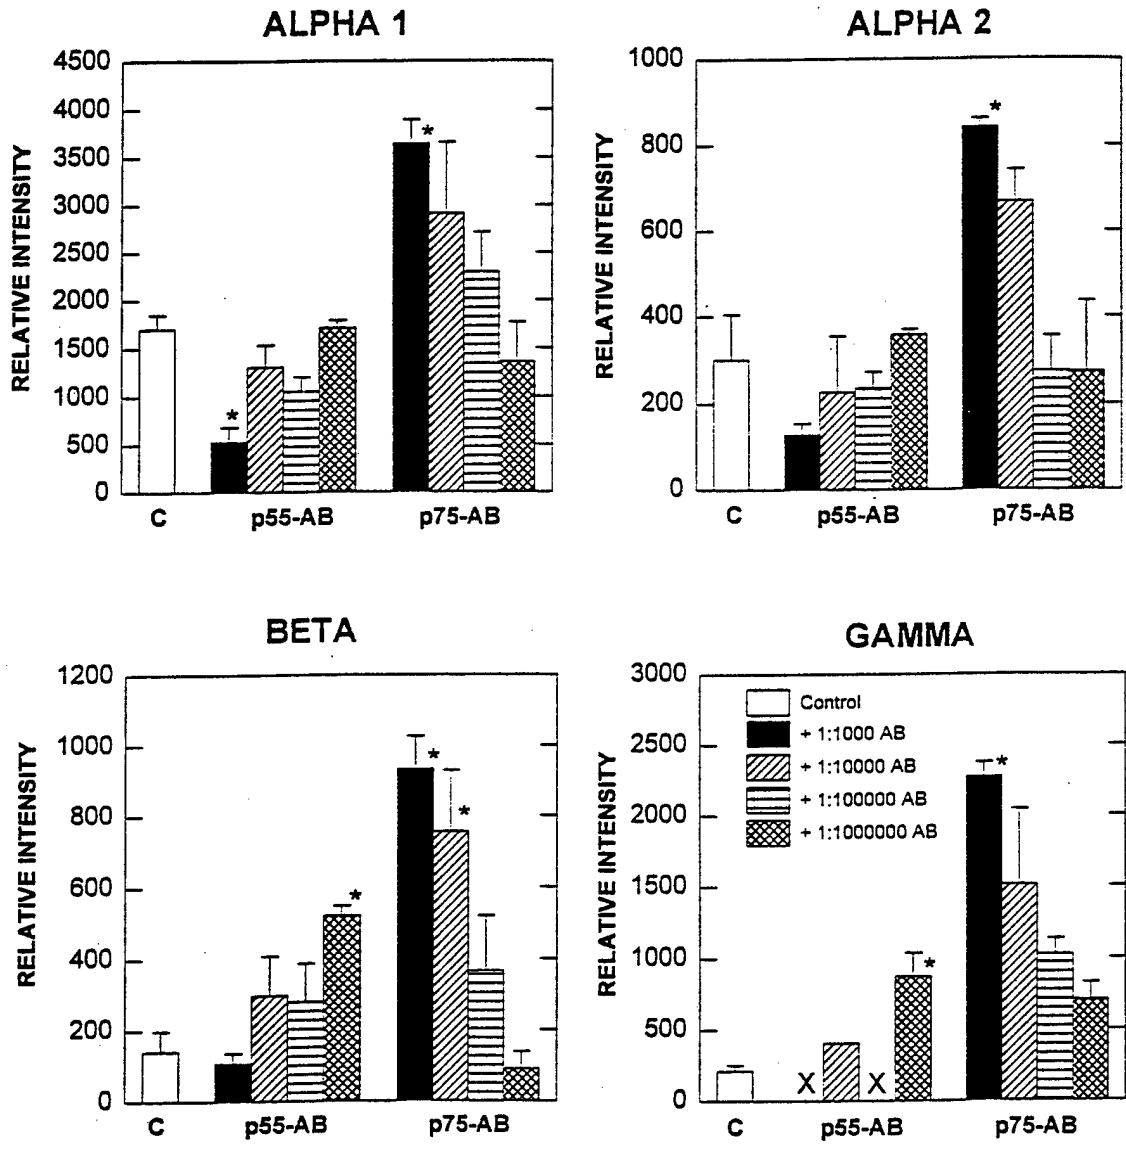 ALPHA 1
4500
4000
3500
3000
2500
2000
1500
1000
500
0
RELATIVE INTENSITY
*
*
C
p55-AB
p75-AB
ALPHA 2
1000
800
600
400
200
0
RELATIVE INTENSITY
*
C
p55-AB
p75-AB
BETA
1200
1000
800
600
400
200
0
RELATIVE INTENSITY
*
*
*
C
p55-AB
p75-AB
GAMMA
3000
2500
2000
1500
1000
500
0
RELATIVE INTENSITY
Control
+ 1:1000 AB
+ 1:10000 AB
+ 1:100000 AB
+ 1:1000000 AB
*
*
X
X
C
p55-AB
p75-AB